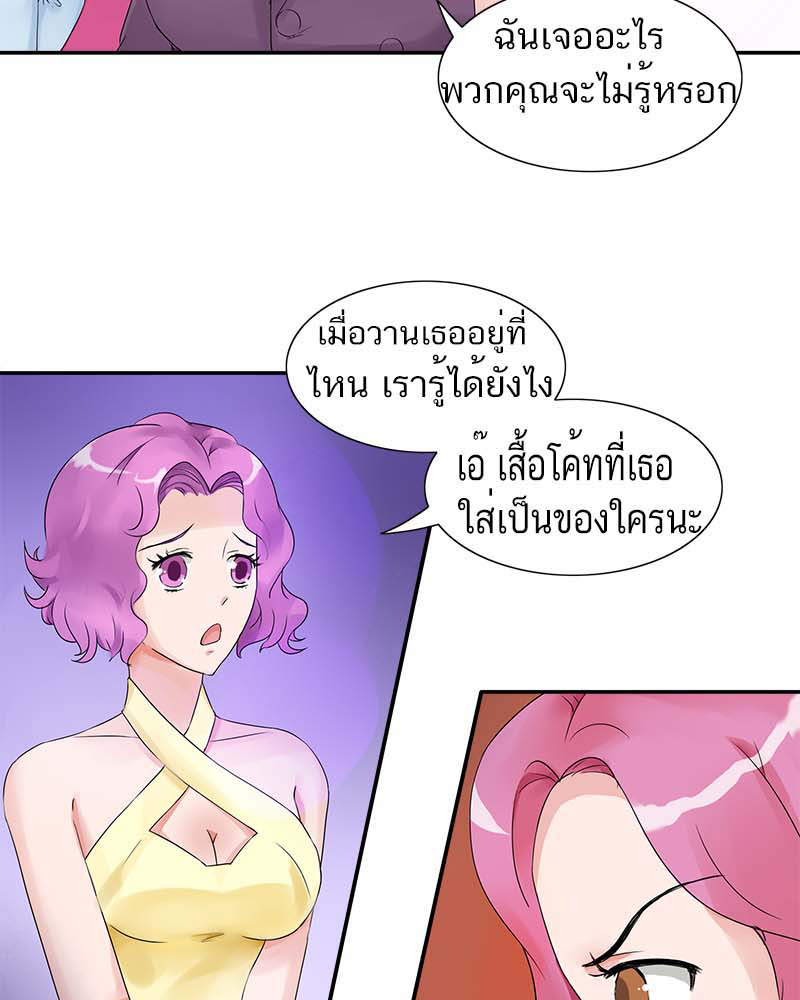 ฉันเจออะไร
พวกคุณจะไม่รู้หรอก
เมื่อวานเธออยู่ที่
ไหน เรารู้ได้ยังไง
เอ๊ เสื้อโค้ทที่เธอ
ใส่เป็นของใครนะ